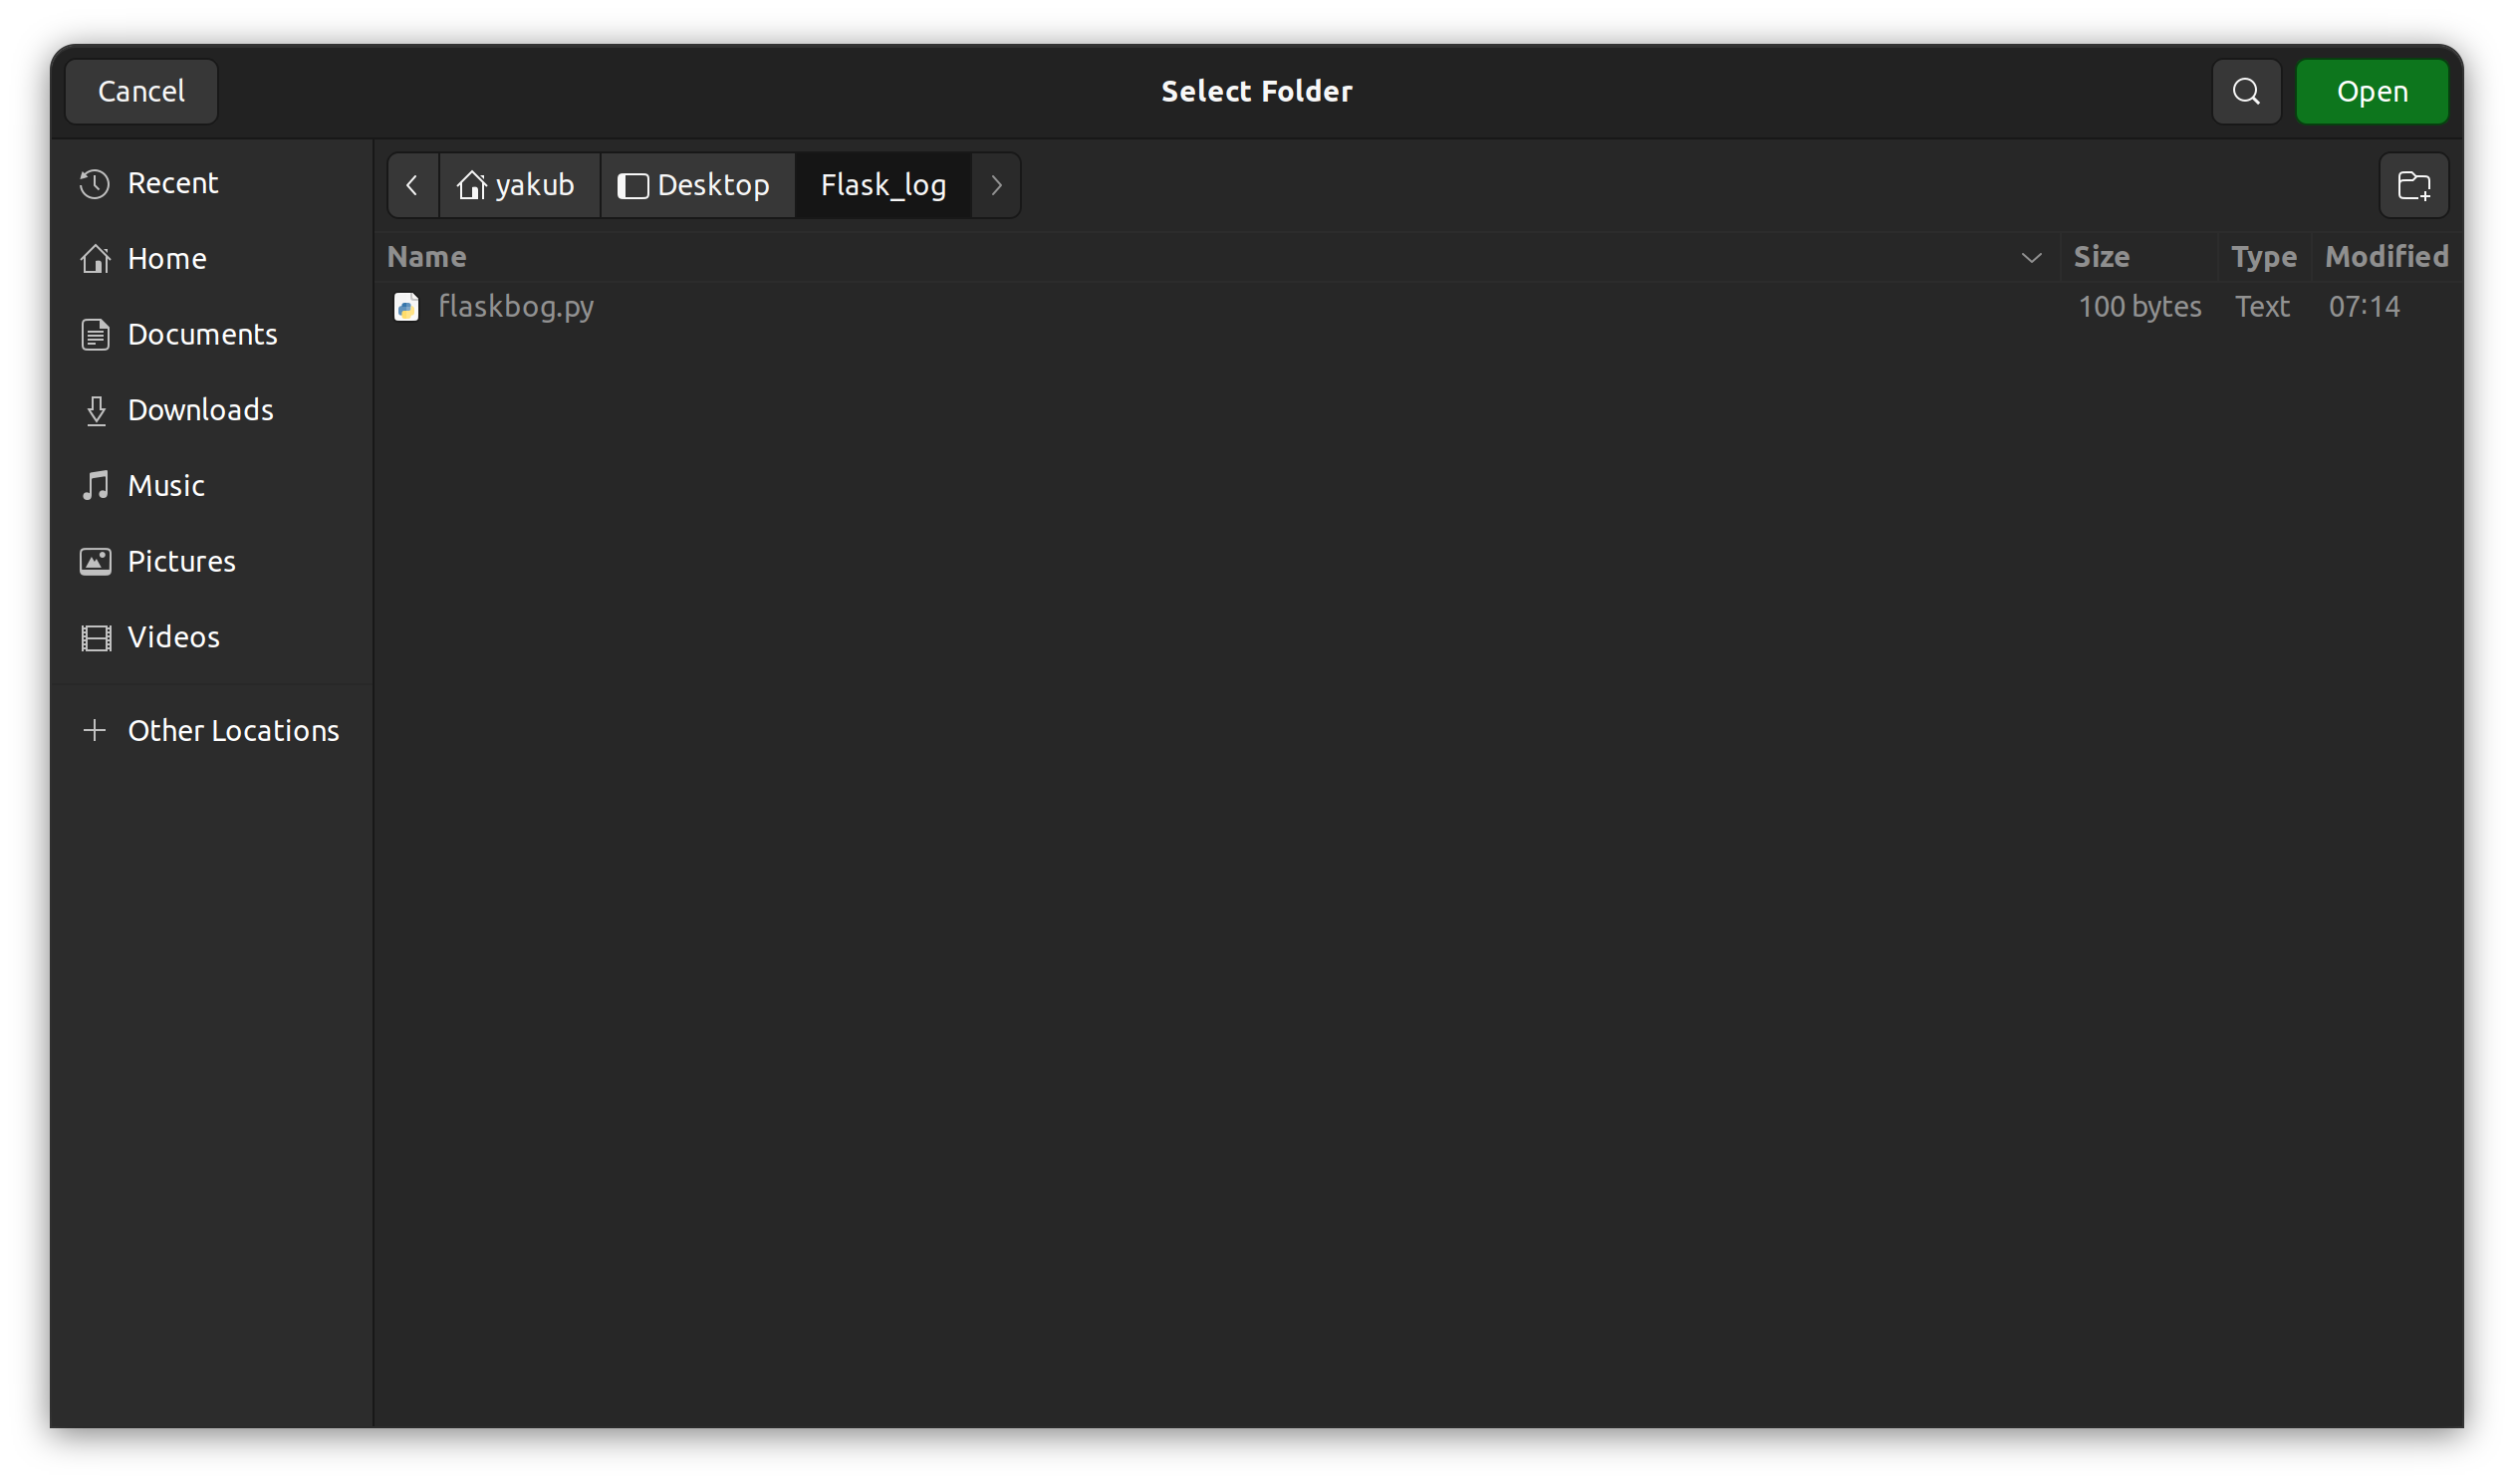 Cancel Select Folder Open
Recent
Home
Documents
Downloads
Music
Pictures
Videos
Other Locations
yakub Desktop Flask_log
Name Size Type Modified
flaskbog.py 100 bytes Text 07:14